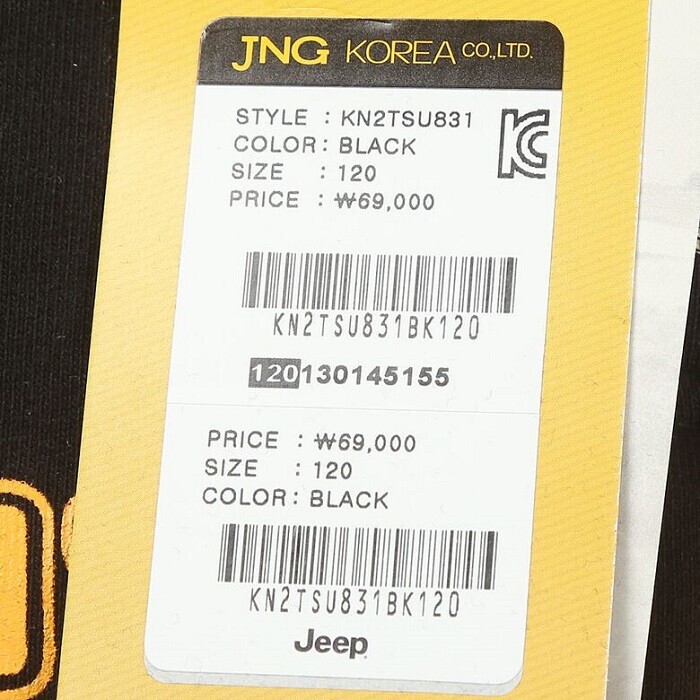 JNG KOREA CO.,LTD.
STYLE : KN2TSU831
COLOR: BLACK
SIZE : 120
PRICE : ₩69,000
KN2TSU831BK120
120130145155
PRICE : ₩69,000
SIZE : 120
COLOR: BLACK
KN2TSU831BK120
Jeep